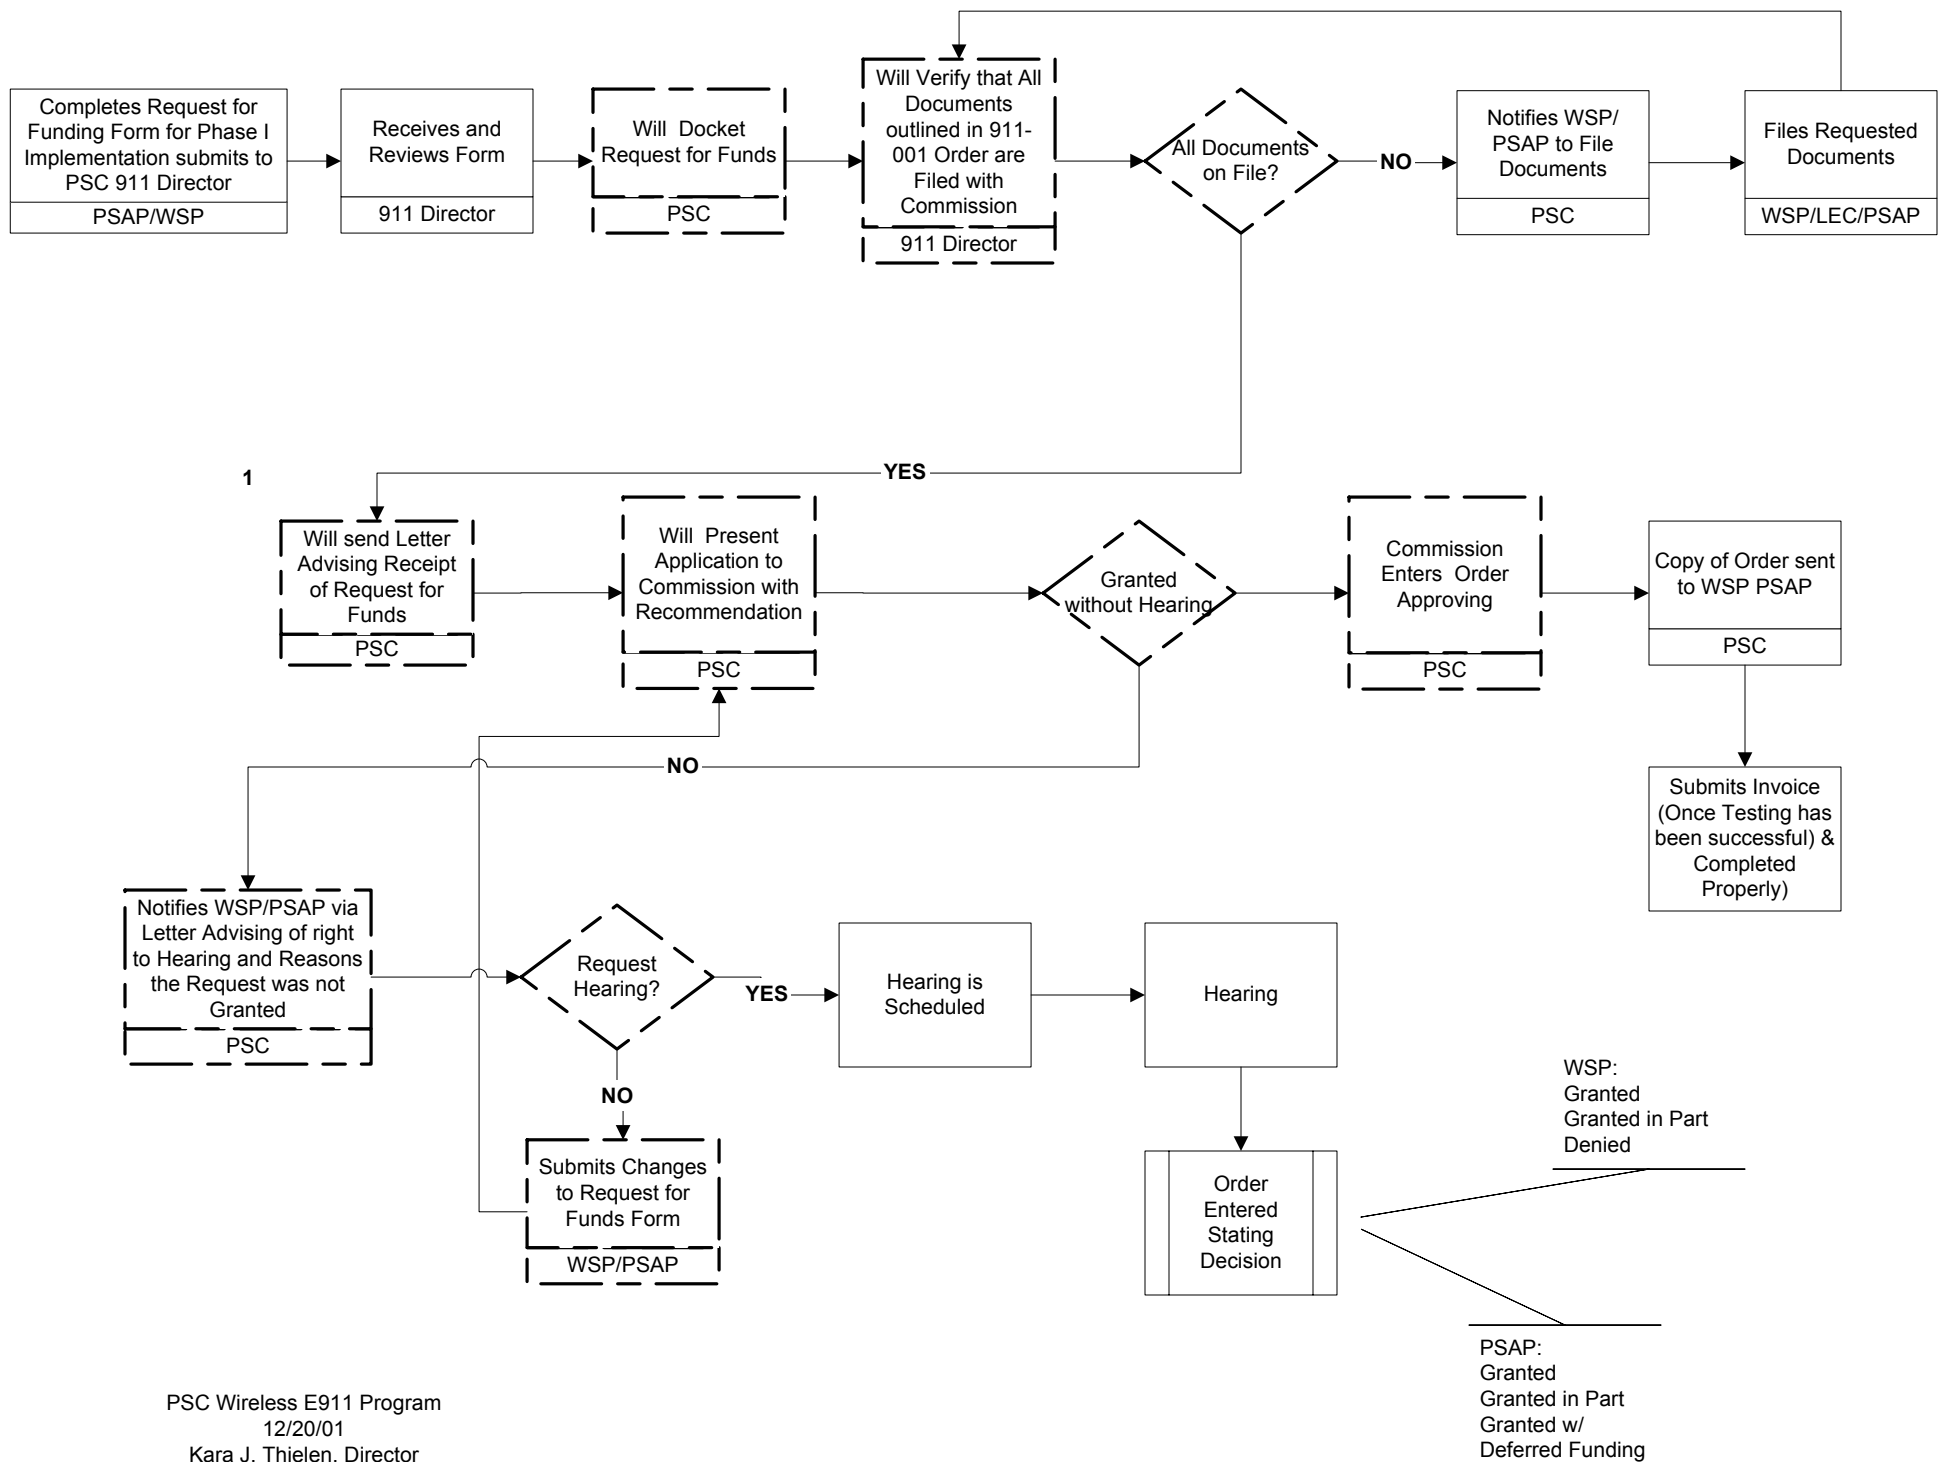 Completes Request for
Funding Form for Phase I
Implementation submits to
PSC 911 Director
PSAP/WSP
Receives and
Reviews Form
911 Director
Will Docket
Request for Funds
PSC
Will Verify that All
Documents
outlined in 911-
001 Order are
Filed with
Commission
911 Director
All Documents
on File?
NO
Notifies WSP/
PSAP to File
Documents
PSC
Files Requested
Documents
WSP/LEC/PSAP
YES
1
Will send Letter
Advising Receipt
of Request for
Funds
PSC
Will Present
Application to
Commission with
Recommendation
PSC
Granted
without Hearing
Commission
Enters Order
Approving
PSC
Copy of Order sent
to WSP PSAP
PSC
Submits Invoice
(Once Testing has
been successful) &
Completed
Properly)
NO
Notifies WSP/PSAP via
Letter Advising of right
to Hearing and Reasons
the Request was not
Granted
PSC
Request
Hearing?
YES
Hearing is
Scheduled
Hearing
NO
Submits Changes
to Request for
Funds Form
WSP/PSAP
Order
Entered
Stating
Decision
WSP:
Granted
Granted in Part
Denied
PSAP:
Granted
Granted in Part
Granted w/
Deferred Funding
PSC Wireless E911 Program
12/20/01
Kara J. Thielen, Director